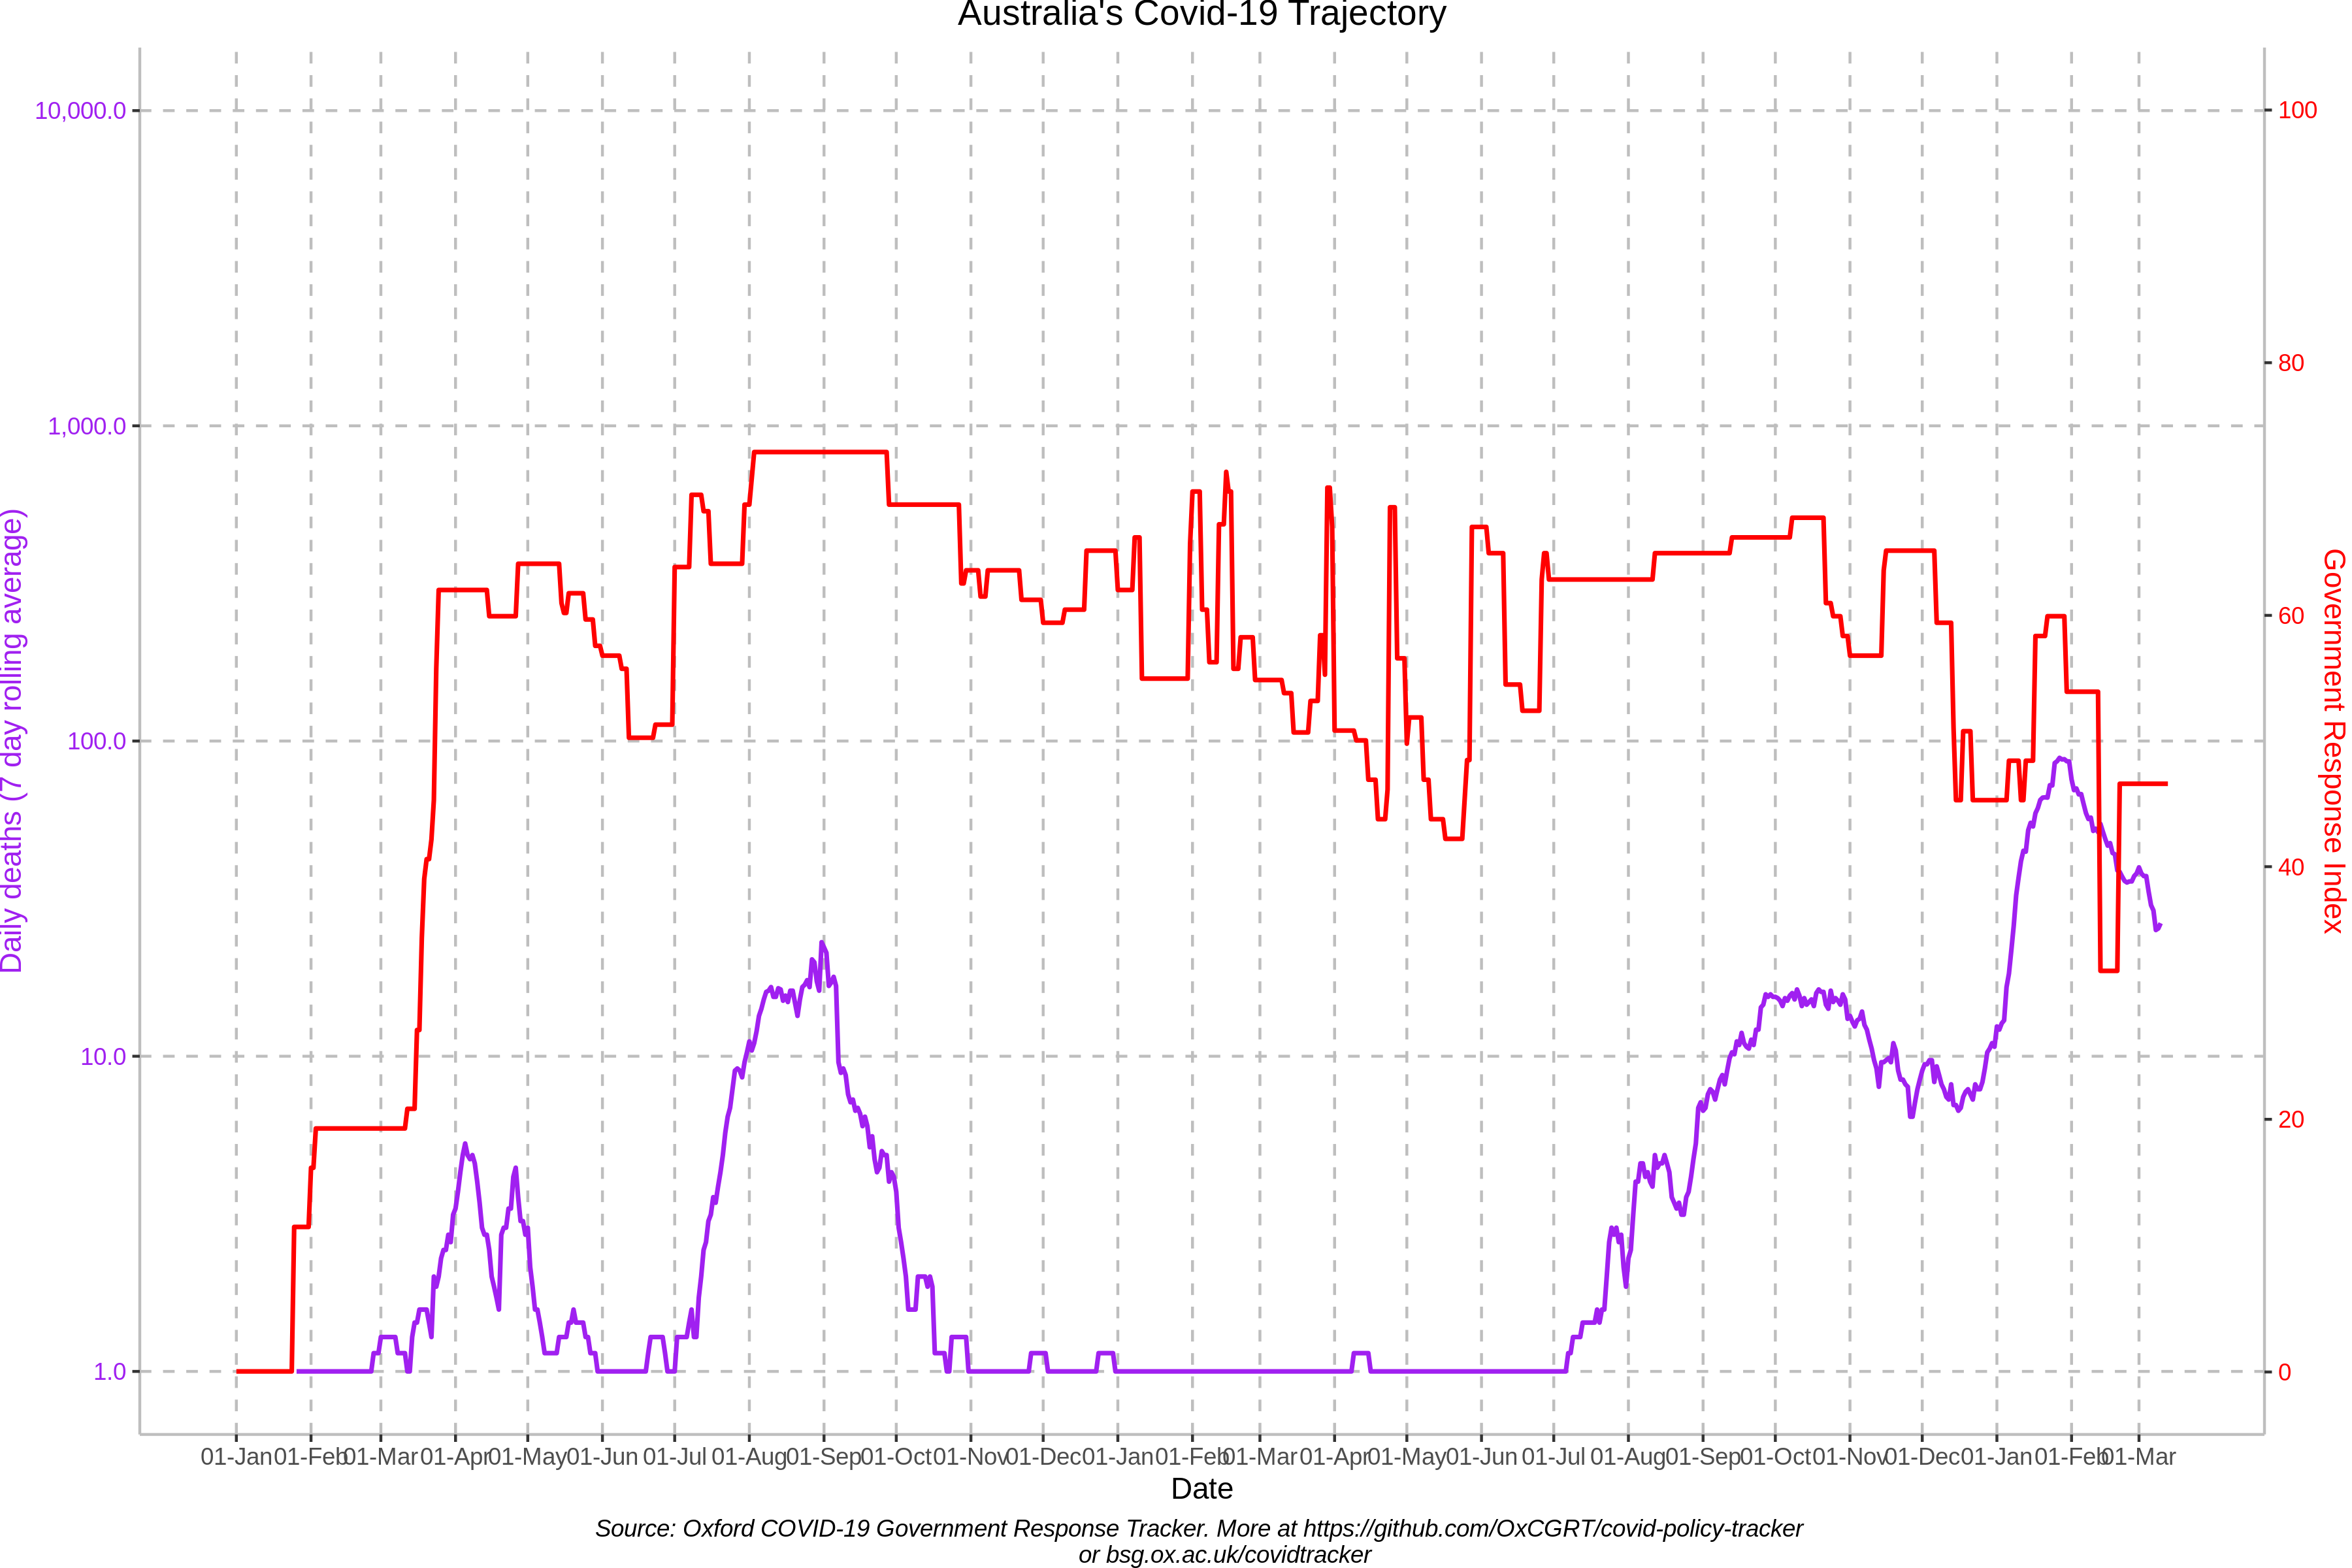 Australia's Covid-19 Trajectory
10,000.0
1,000.0
100.0
10.0
1.0
Daily deaths (7 day rolling average)
100
80
60
40
20
0
Government Response Index
01-Jan 01-Feb 01-Mar 01-Apr 01-May 01-Jun 01-Jul 01-Aug 01-Sep 01-Oct 01-Nov 01-Dec 01-Jan 01-Feb 01-Mar 01-Apr 01-May 01-Jun 01-Jul 01-Aug 01-Sep 01-Oct 01-Nov 01-Dec 01-Jan 01-Feb 01-Mar
Date
Source: Oxford COVID-19 Government Response Tracker. More at https://github.com/OxCGRT/covid-policy-tracker
or bsg.ox.ac.uk/covidtracker